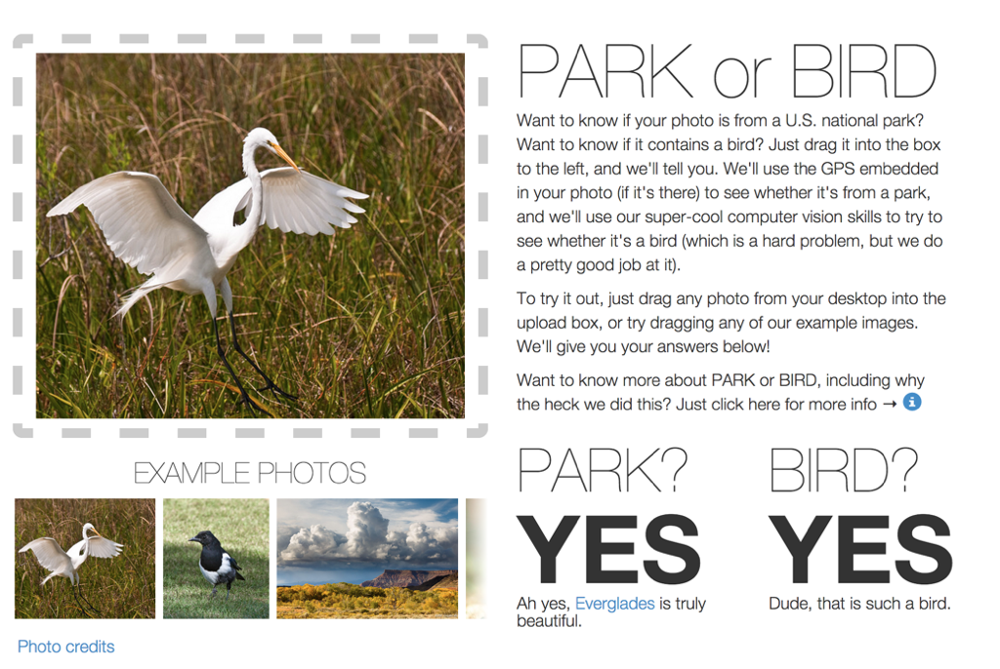 PARK or BIRD
Want to know if your photo is from a U.S. national park?
Want to know if it contains a bird? Just drag it into the box
to the left, and we'll tell you. We'll use the GPS embedded
in your photo (if it's there) to see whether it's from a park,
and we'll use our super-cool computer vision skills to try to
see whether it's a bird (which is a hard problem, but we do
a pretty good job at it).
To try it out, just drag any photo from your desktop into the
upload box, or try dragging any of our example images.
We'll give you your answers below!
Want to know more about PARK or BIRD, including why
the heck we did this? Just click here for more info → i
EXAMPLE PHOTOS
Photo credits
PARK?
YES
Ah yes, Everglades is truly
beautiful.
BIRD?
YES
Dude, that is such a bird.